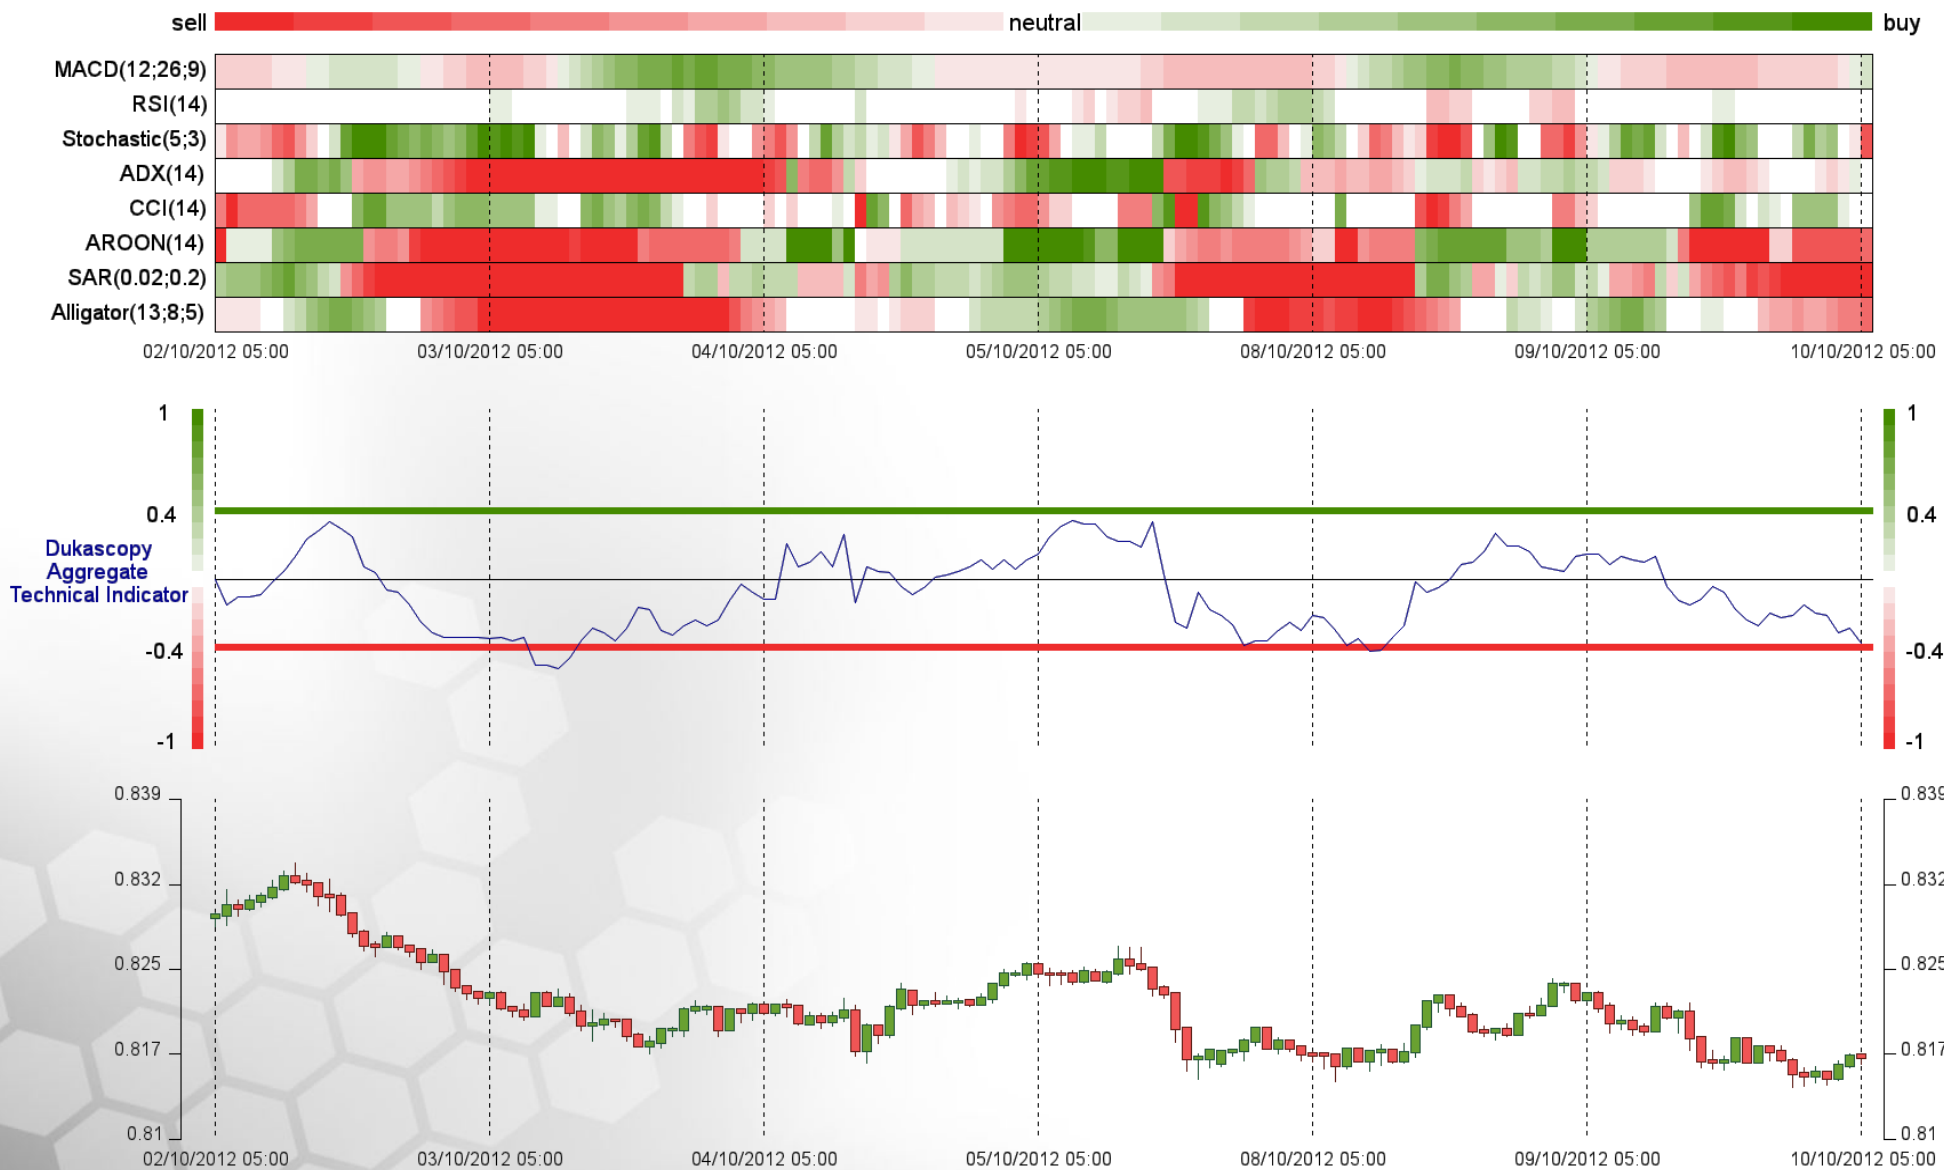 sell neutral buy
MACD(12;26;9)
RSI(14)
Stochastic(5;3)
ADX(14)
CCI(14)
AROON(14)
SAR(0.02;0.2)
Alligator(13;8;5)
02/10/2012 05:00 03/10/2012 05:00 04/10/2012 05:00 05/10/2012 05:00 08/10/2012 05:00 09/10/2012 05:00 10/10/2012 05:00
1 1
0.4 0.4
Dukascopy
Aggregate
Technical Indicator
-0.4 -0.4
-1 -1
0.839 0.839
0.832 0.832
0.825 0.825
0.817 0.817
0.81 0.81
02/10/2012 05:00 03/10/2012 05:00 04/10/2012 05:00 05/10/2012 05:00 08/10/2012 05:00 09/10/2012 05:00 10/10/2012 05:00